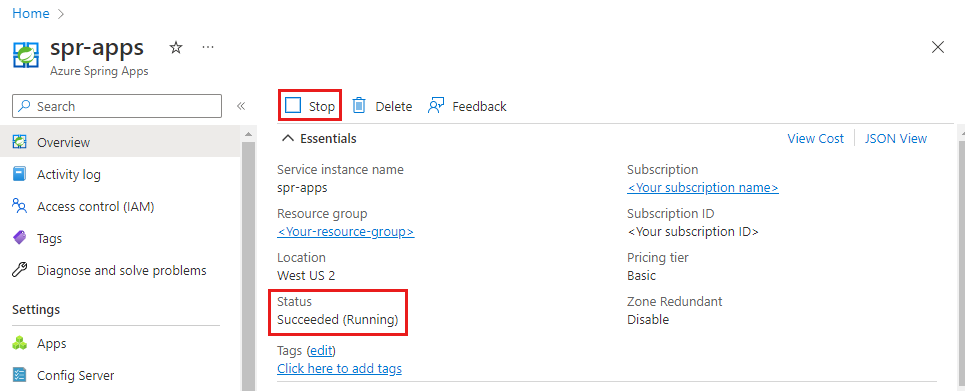 Home
spr-apps
Azure Spring Apps
Search
Overview
Activity log
Access control (IAM)
Tags
Diagnose and solve problems
Settings
Apps
Config Server
Stop Delete Feedback
Essentials View Cost JSON View
Service instance name
spr-apps
Resource group
<Your-resource-group>
Location
West US 2
Status
Succeeded (Running)
Tags (edit)
Click here to add tags
Subscription
<Your subscription name>
Subscription ID
<Your subscription ID>
Pricing tier
Basic
Zone Redundant
Disable